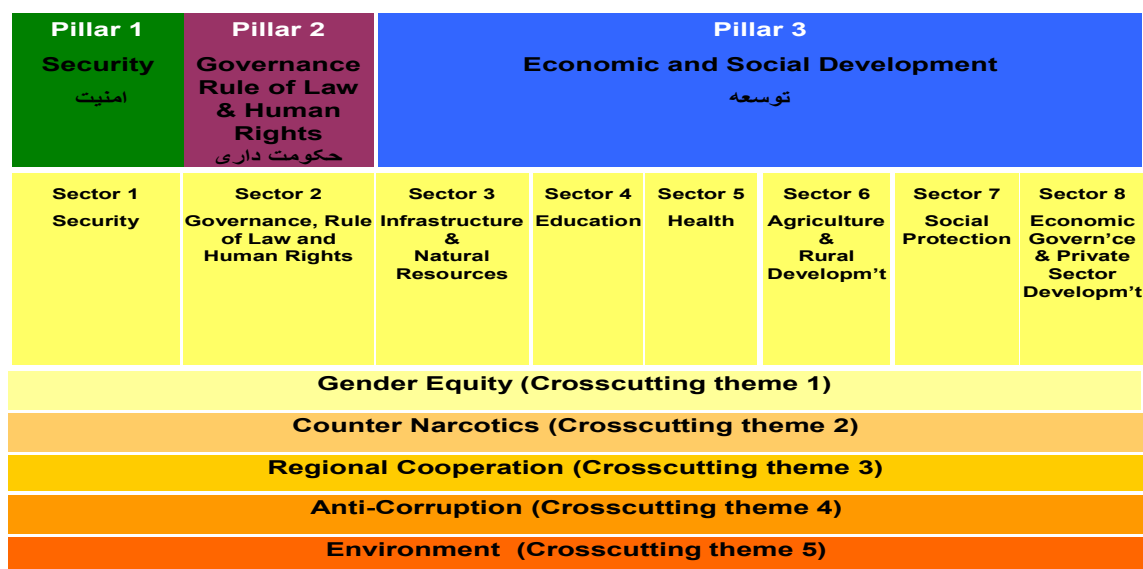 Pillar 1
Security
امنیت
Pillar 2
Governance
Rule of Law
& Human
Rights
حکومت داری
Pillar 3
Economic and Social Development
توسعه
Sector 1
Security
Sector 2
Governance, Rule
of Law and
Human Rights
Sector 3
Infrastructure
&
Natural
Resources
Sector 4
Education
Sector 5
Health
Sector 6
Agriculture
&
Rural
Developm't
Sector 7
Social
Protection
Sector 8
Economic
Govern'ce
& Private
Sector
Developm't
Gender Equity (Crosscutting theme 1)
Counter Narcotics (Crosscutting theme 2)
Regional Cooperation (Crosscutting theme 3)
Anti-Corruption (Crosscutting theme 4)
Environment  (Crosscutting theme 5)